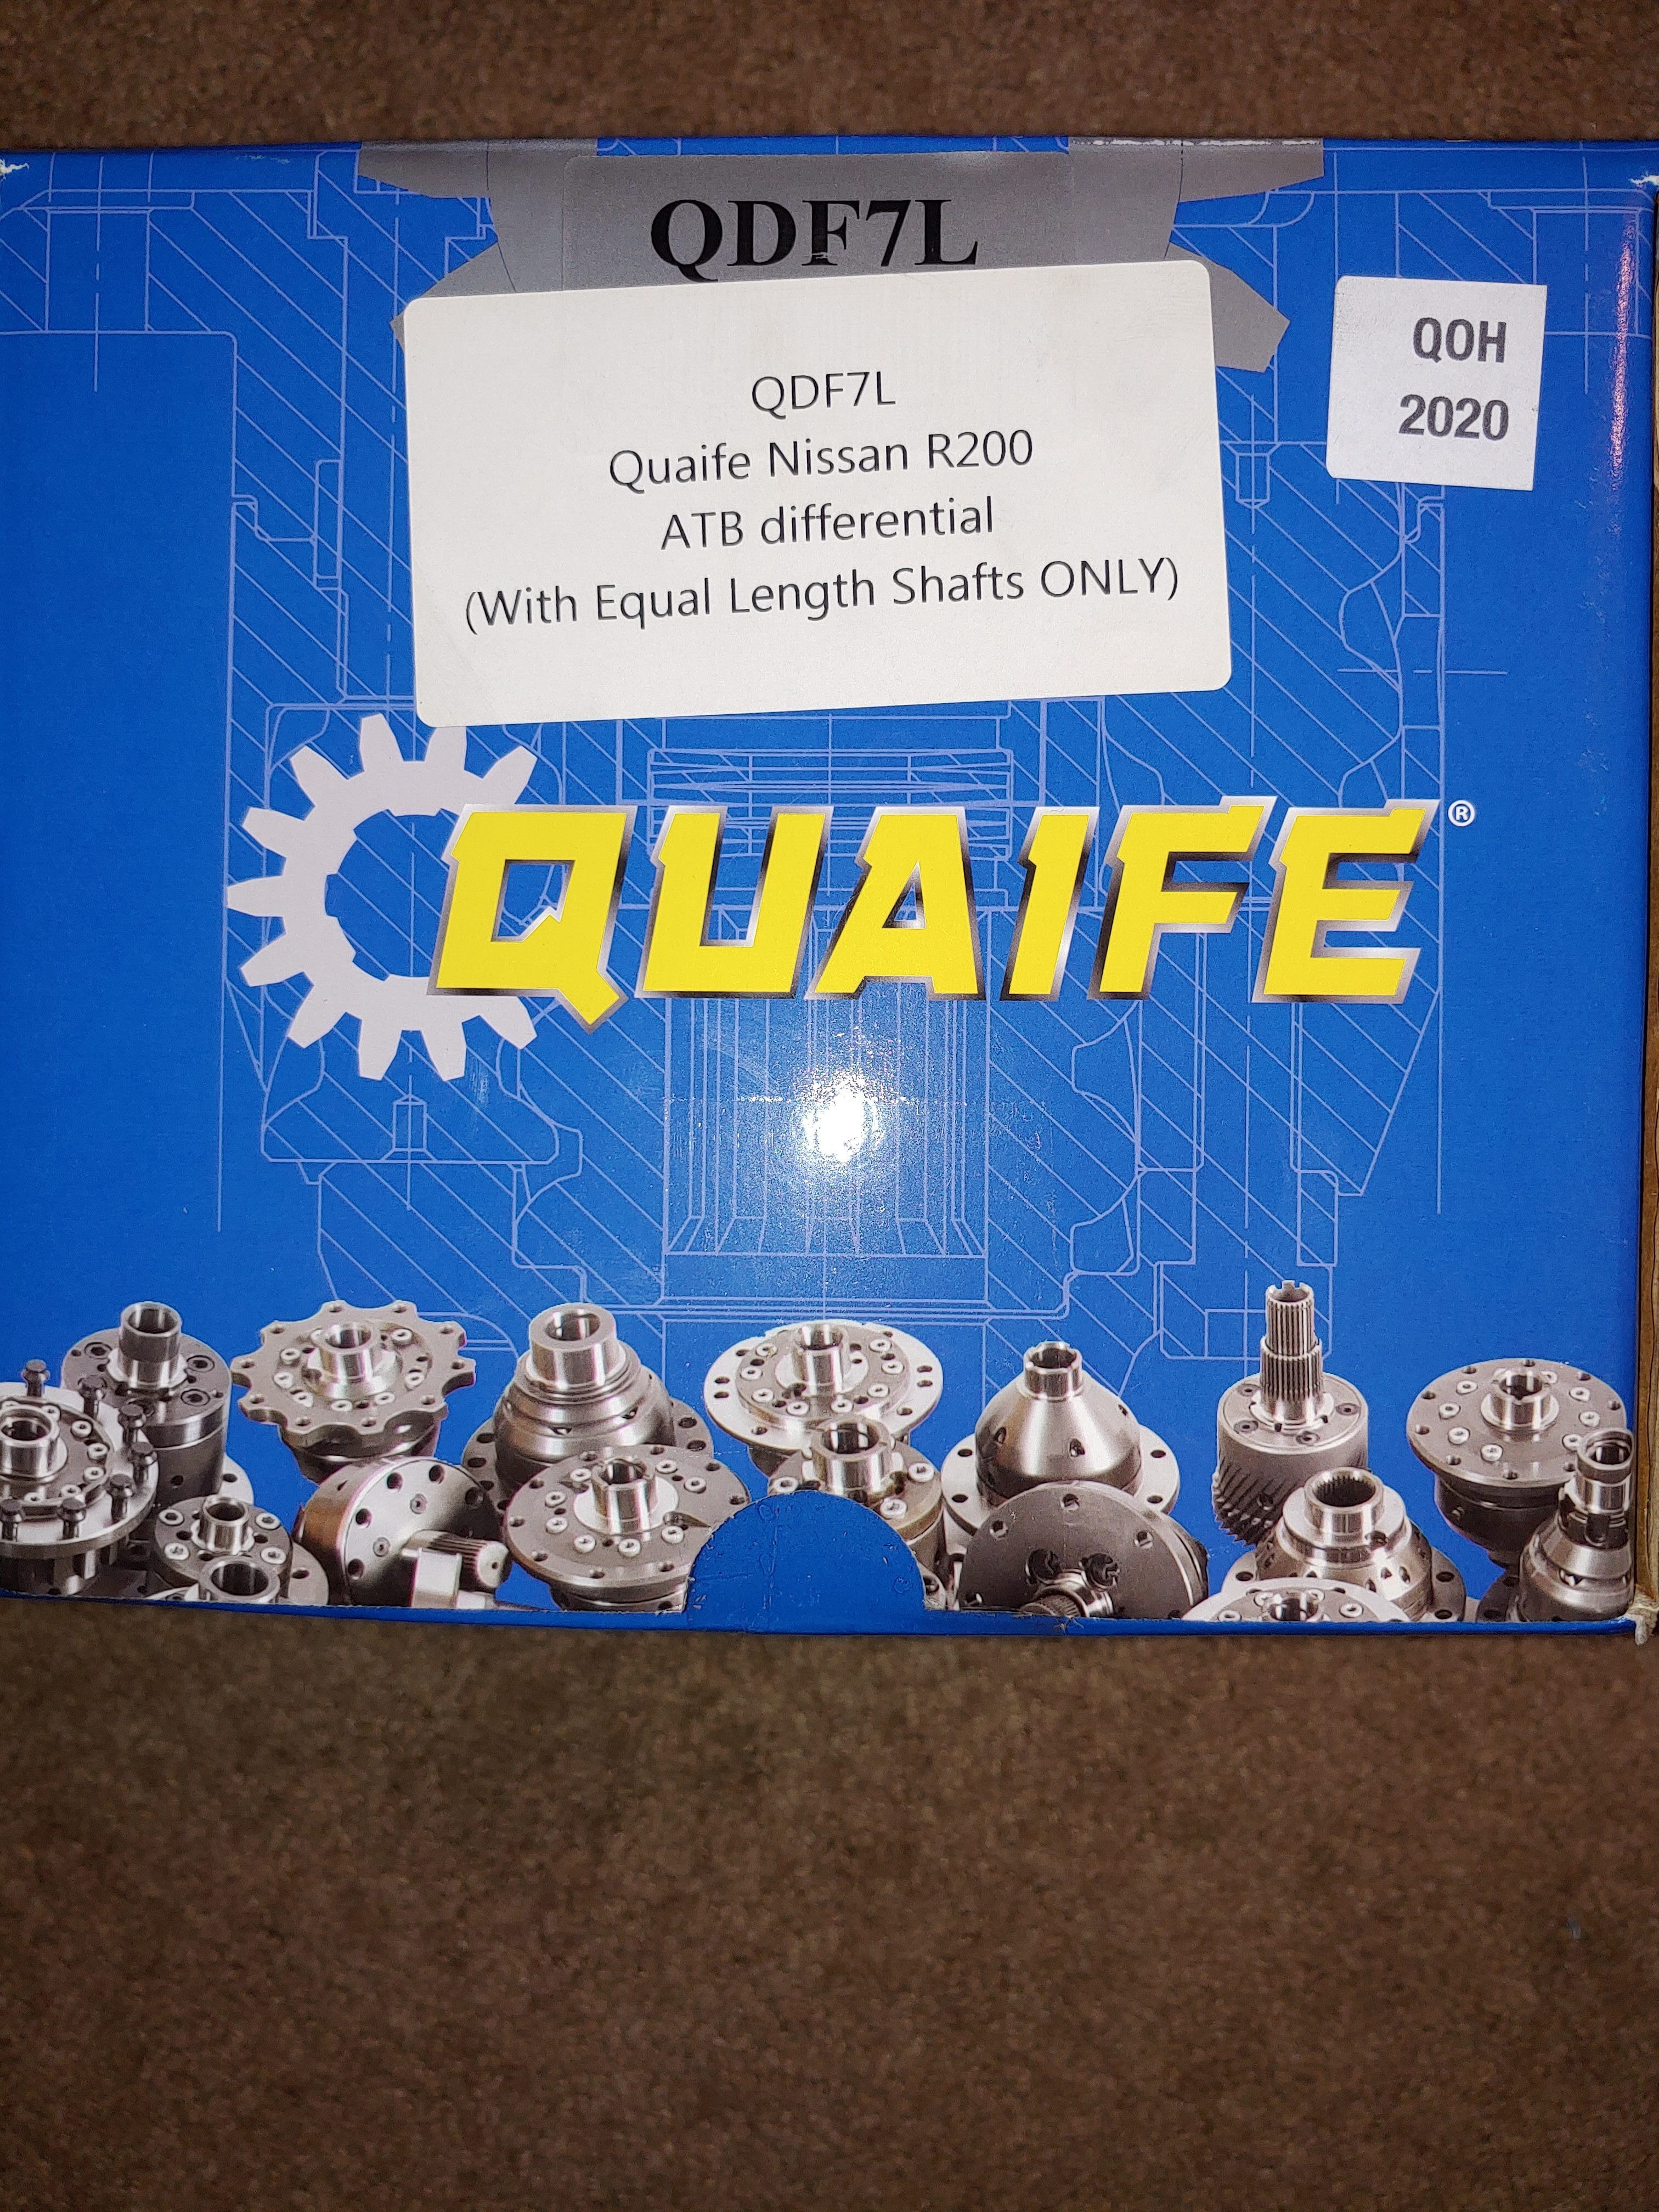 QDF7L
QDF7L
Quaife Nissan R200
ATB differential
(With Equal Length Shafts ONLY)
QOH
2020
QUAIFE®